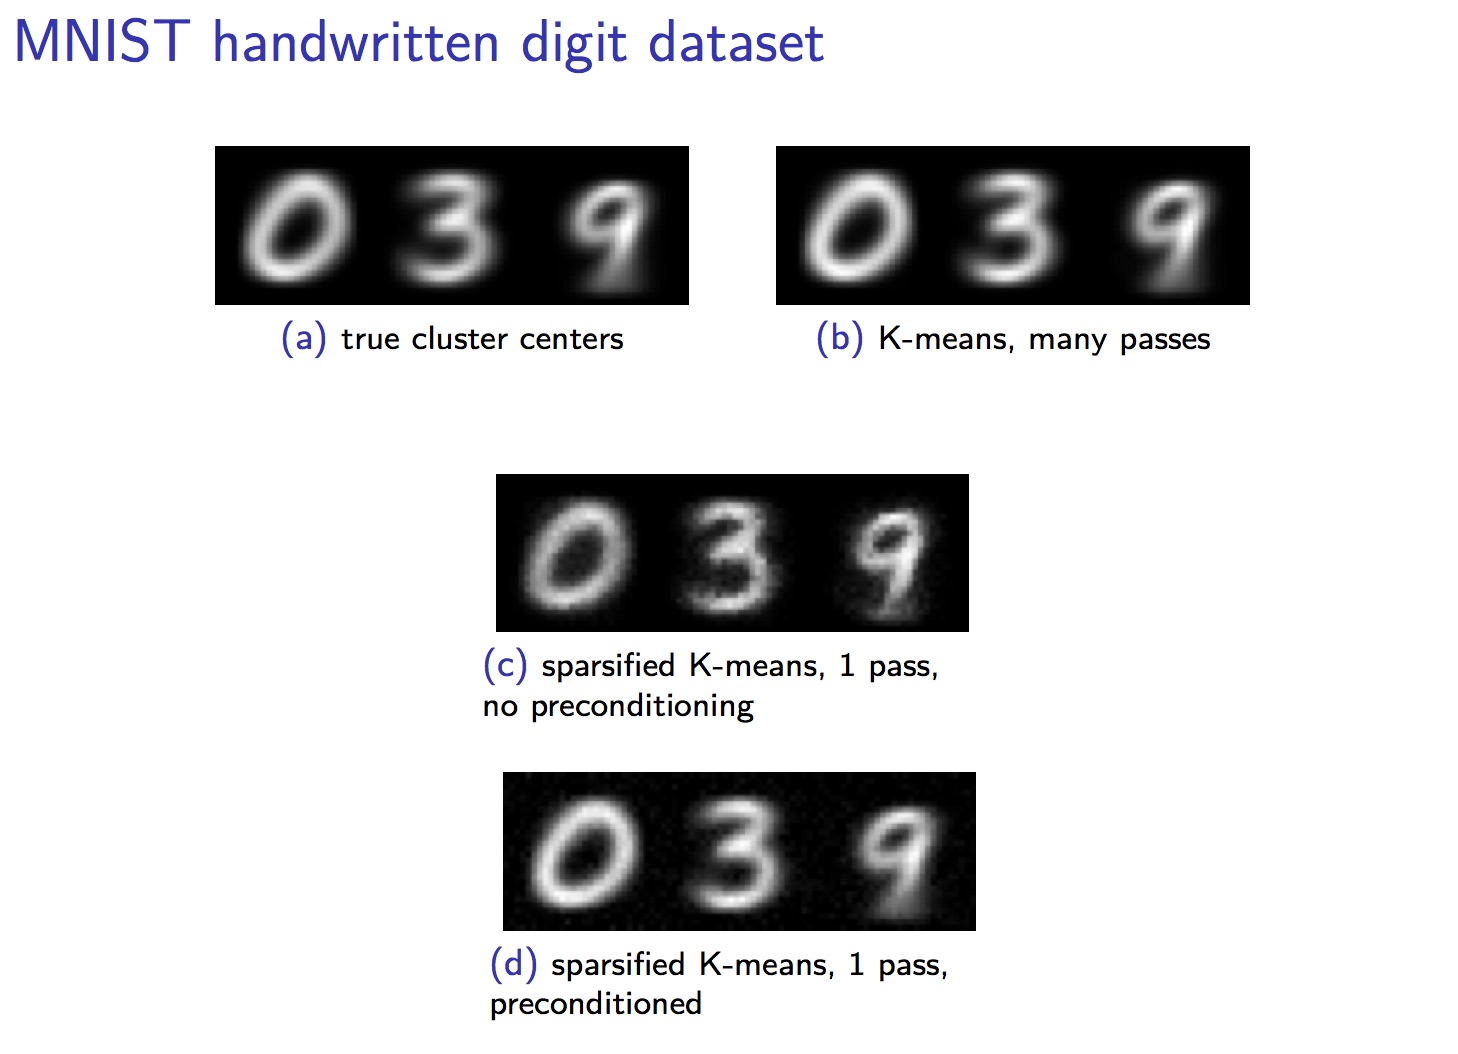 MNIST handwritten digit dataset
0 3 9
(a) true cluster centers
0 3 9
(b) K-means, many passes
0 3 9
(c) sparsified K-means, 1 pass,
no preconditioning
0 3 9
(d) sparsified K-means, 1 pass,
preconditioned